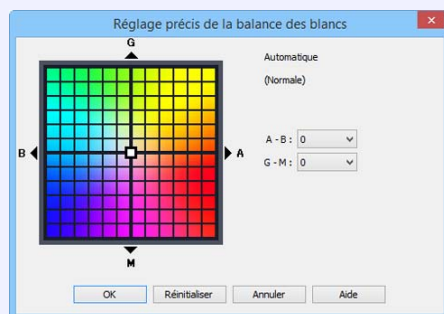 Réglage précis de la balance des blancs
G
Automatique
(Normale)
B
A
A - B : 0
G - M : 0
M
OK
Réinitialiser
Annuler
Aide